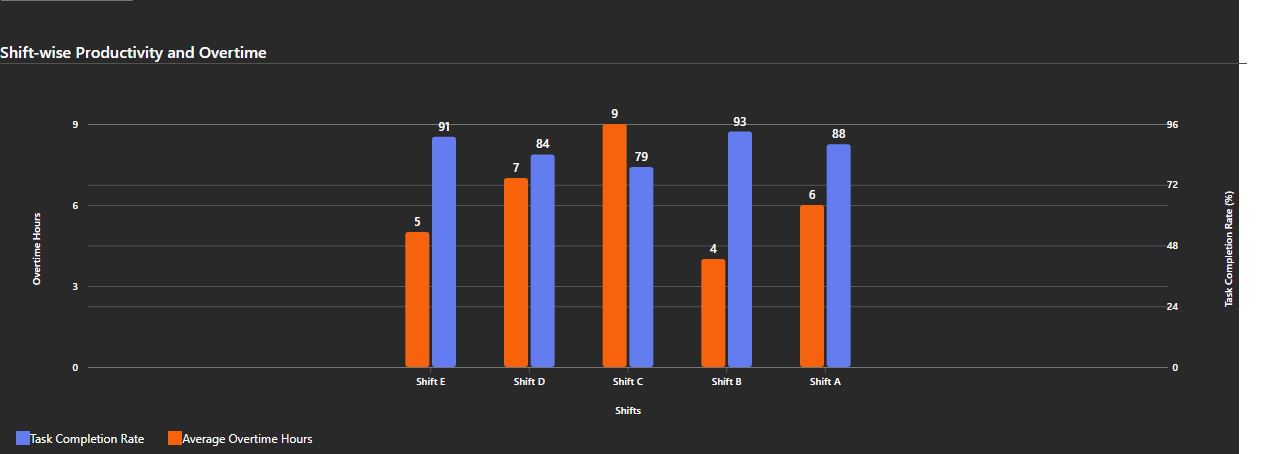 Shift-wise Productivity and Overtime
9
91
84
9
79
93
88
96
7
6
72
6
5
4
48
3
24
0
0
Overtime Hours
Task Completion Rate (%)
Shift E
Shift D
Shift C
Shift B
Shift A
Shifts
Task Completion Rate
Average Overtime Hours